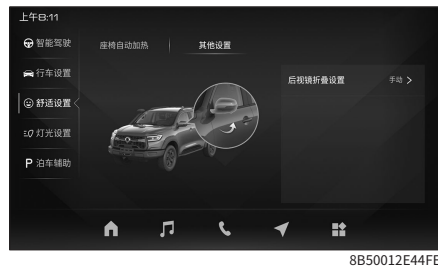 上午8:11
智能驾驶
座椅自动加热
其他设置
行车设置
后视镜折叠设置
手动
舒适设置
灯光设置
P 泊车辅助
8B50012E44FE